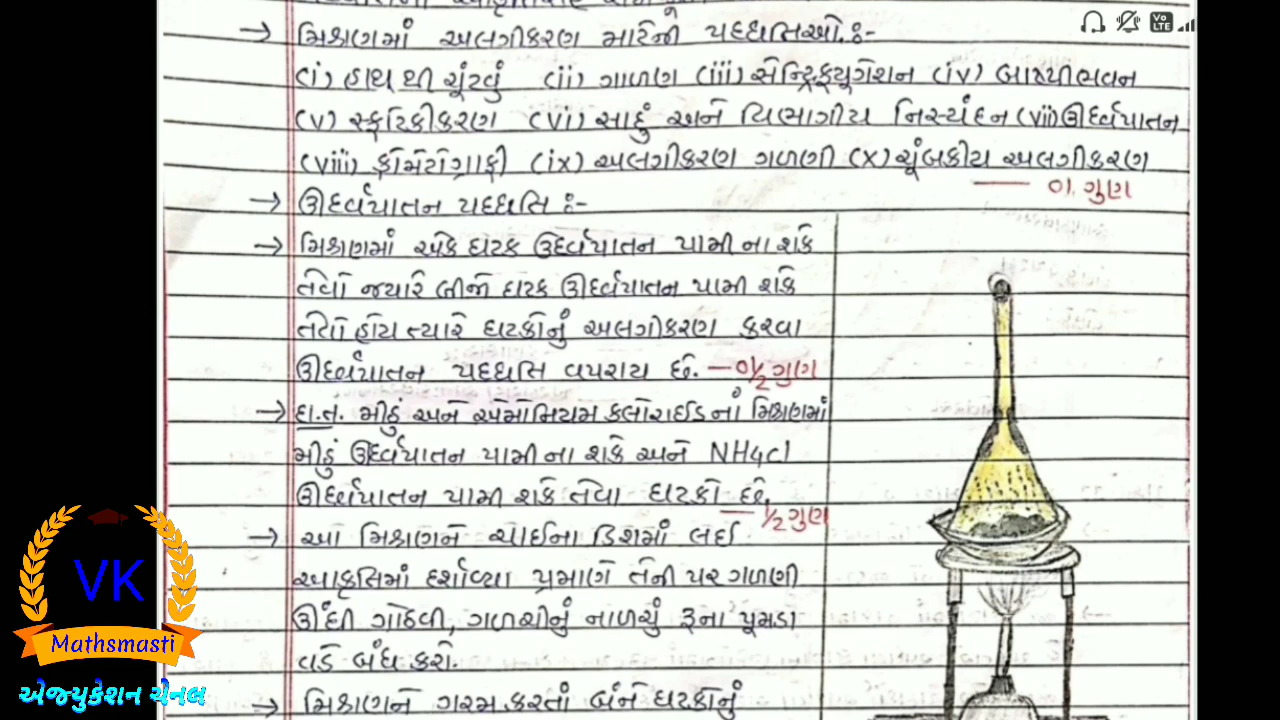 → મિશ્રણમાં અલગીકરણ માટેની પદ્ધતિઓ :-
(i) હાથ થી ચૂંટવું (ii) ગાળણ (iii) સેન્ટ્રિફ્યુગેશન (iv) બાષ્પીભવન
(v) સ્ફટિકીકરણ (vi) સાદું અને વિભાગીય નિસ્યંદન (vii) ઊર્ધ્વપાતન
(viii) ક્રોમેટોગ્રાફી (ix) અલગીકરણ ગળણી (x) ચૂંબકીય અલગીકરણ
— 01 ગુણ
→ ઊર્ધ્વપાતન પદ્ધતિ :-
→ મિશ્રણમાં એક ઘટક ઉર્ધ્વપાતન પામી ના શકે
તેવો જ્યારે બીજો ઘટક ઊર્ધ્વપાતન પામી શકે
તેવો હોય ત્યારે ઘટકોનું અલગીકરણ કરવા
ઊર્ધ્વપાતન પદ્ધતિ વપરાય છે. — 01/2 ગુણ
→ દા.ત. મીઠું અને એમોનિયમ કલોરાઈડ નાં મિશ્રણમાં
મીઠું ઊર્ધ્વપાતન પામી ના શકે અને NH4Cl
ઊર્ધ્વપાતન પામી શકે તેવા ઘટકો છે.
— 1/2 ગુણ
→ આ મિશ્રણને ચાઈના ડિશમાં લઈ
આકૃતિમાં દર્શાવ્યા પ્રમાણે તેની પર ગળણી
ઊંધી ગોઠવી, ગળણીનું નાળચું રૂના પૂમડા
વડે બંધ કરો.
→ મિશ્રણને ગરમ કરતાં બંને ઘટકોનું
Vo
LTE
VK
Mathsmasti
એજ્યુકેશન ચેનલ